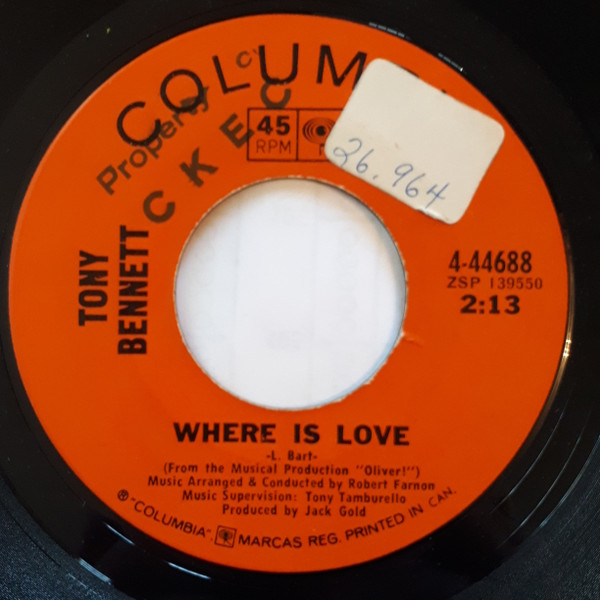 COLUM
Property
CKEC
45
RPM
26,964
TONY
BENNETT
4-44688
ZSP 139550
2:13
WHERE IS LOVE
-L. Bart-
(From the Musical Production "Oliver!")
Music Arranged & Conducted by Robert Farnon
Music Supervision: Tony Tamburello
Produced by Jack Gold
℗ "COLUMBIA", MARCAS REG. PRINTED IN CAN.